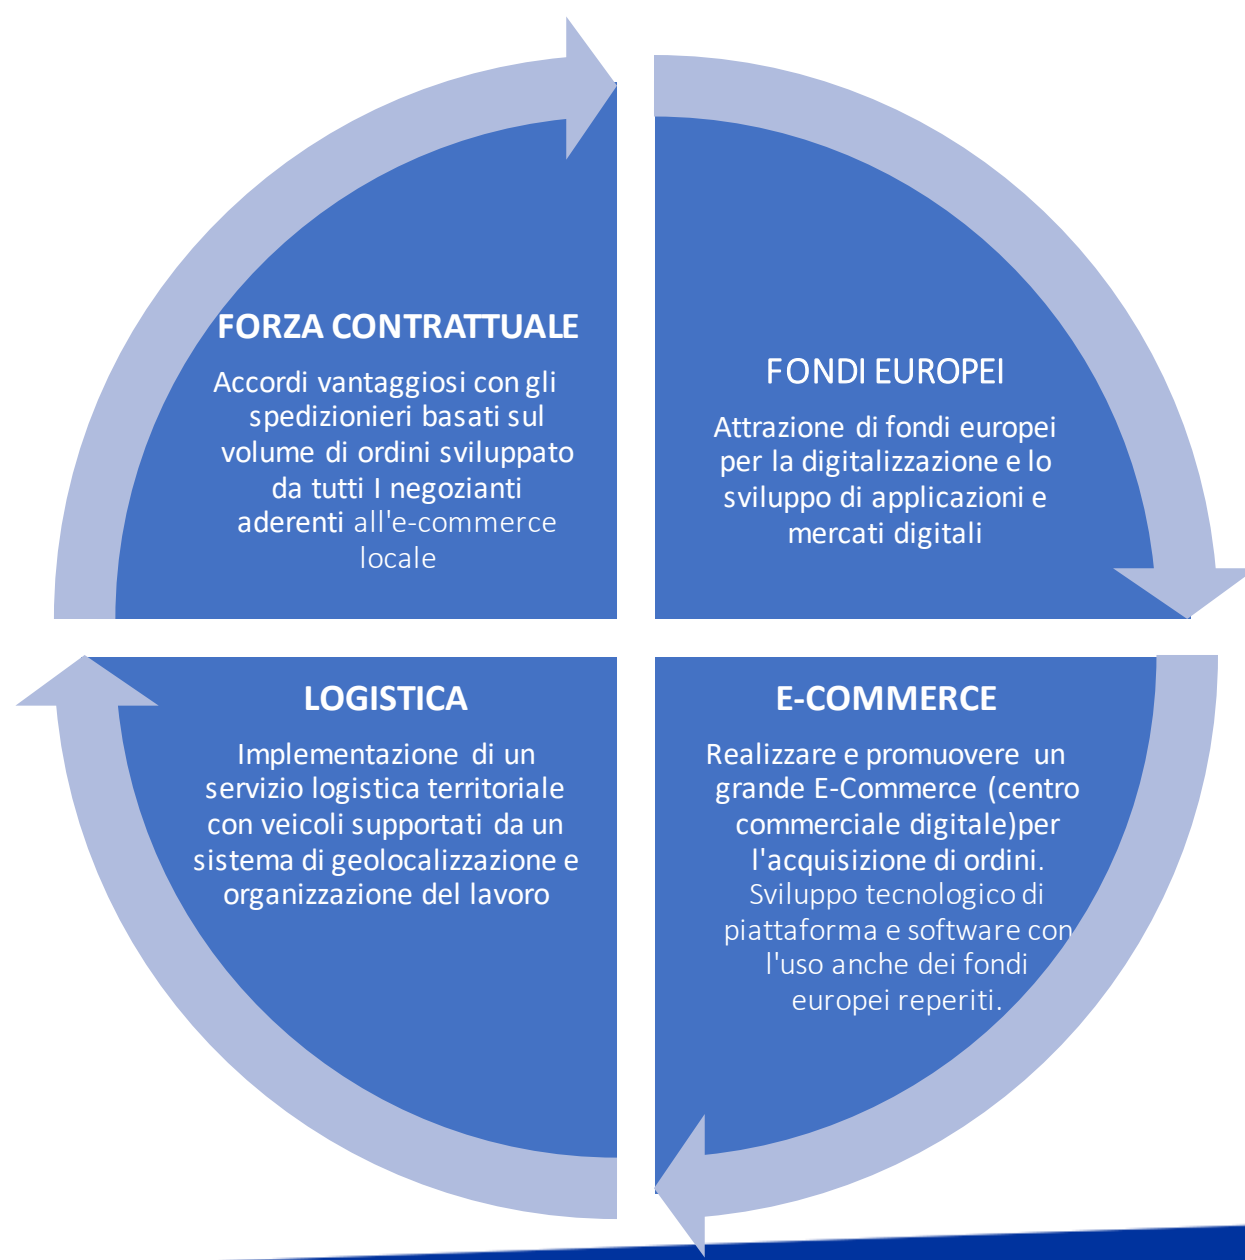 FORZA CONTRATTUALE
Accordi vantaggiosi con gli
spedizionieri basati sul
volume di ordini sviluppato
da tutti I negozianti
aderenti all'e-commerce
locale
FONDI EUROPEI
Attrazione di fondi europei
per la digitalizzazione e lo
sviluppo di applicazioni e
mercati digitali
LOGISTICA
Implementazione di un
servizio logistica territoriale
con veicoli supportati da un
sistema di geolocalizzazione e
organizzazione del lavoro
E-COMMERCE
Realizzare e promuovere un
grande E-Commerce (centro
commerciale digitale)per
l'acquisizione di ordini.
Sviluppo tecnologico di
piattaforma e software con
l'uso anche dei fondi
europei reperiti.